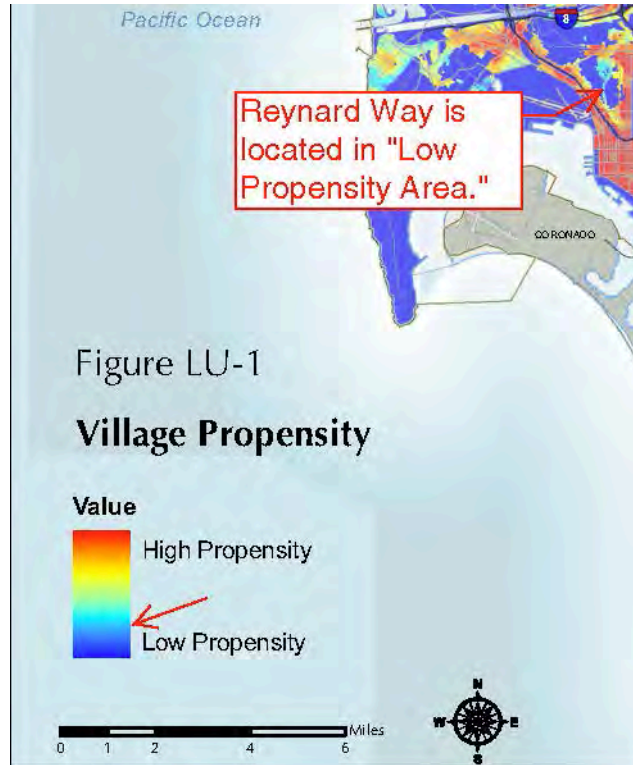 Pacific Ocean
8
Reynard Way is
located in "Low
Propensity Area."
CORONADO
Figure LU-1
Village Propensity
Value
High Propensity
Low Propensity
N
W E
S
Miles
0 1 2 4 6